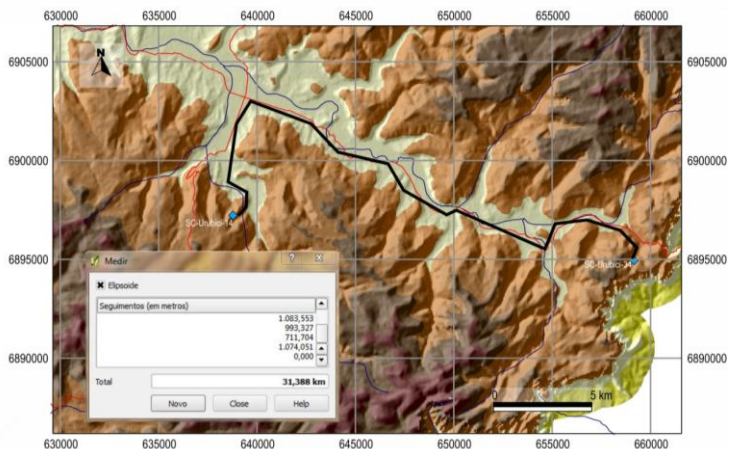 630000 635000 640000 645000 650000 655000 660000
6905000 6905000
N
6900000 6900000
SC-Urubici-14
6895000 6895000
SC-Urubici-34
Medir
Elipsoide
Seguimentos (em metros)
1.083,553
993,327
711,704
1.074,051
0,000
6890000 6890000
Total 31,388 km
Novo Close Help
0 5 km
630000 635000 640000 645000 650000 655000 660000